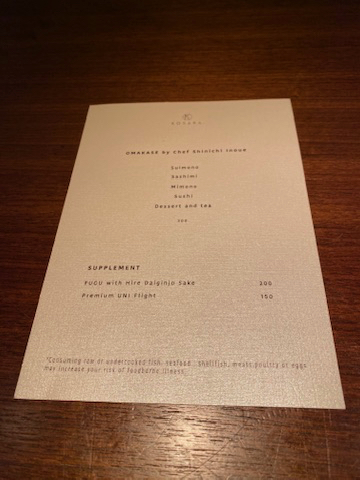 KOSAKA
OMAKASE by Chef Shinichi Inoue
Suimono
Sashimi
Mimono
Sushi
Dessert and tea
SUPPLEMENT
FUGU with Hire Daiginjo Sake 200
Premium UNI Flight 150
*Consuming raw or undercooked fish, seafood, shellfish, meats, poultry or eggs
may increase your risk of foodborne illness